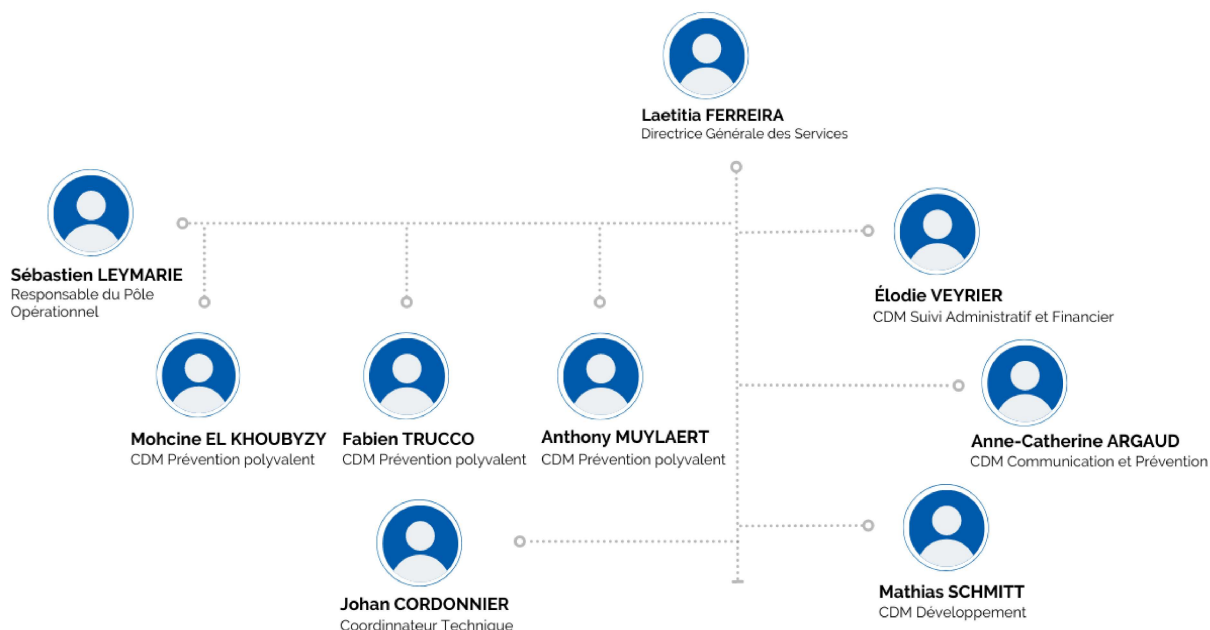 Laetitia FERREIRA
Directrice Générale des Services
Sébastien LEYMARIE
Responsable du Pôle
Opérationnel
Élodie VEYRIER
CDM Suivi Administratif et Financier
Mohcine EL KHOUBYZY
CDM Prévention polyvalent
Fabien TRUCCO
CDM Prévention polyvalent
Anthony MUYLAERT
CDM Prévention polyvalent
Anne-Catherine ARGAUD
CDM Communication et Prévention
Johan CORDONNIER
Coordinnateur Technique
Mathias SCHMITT
CDM Développement